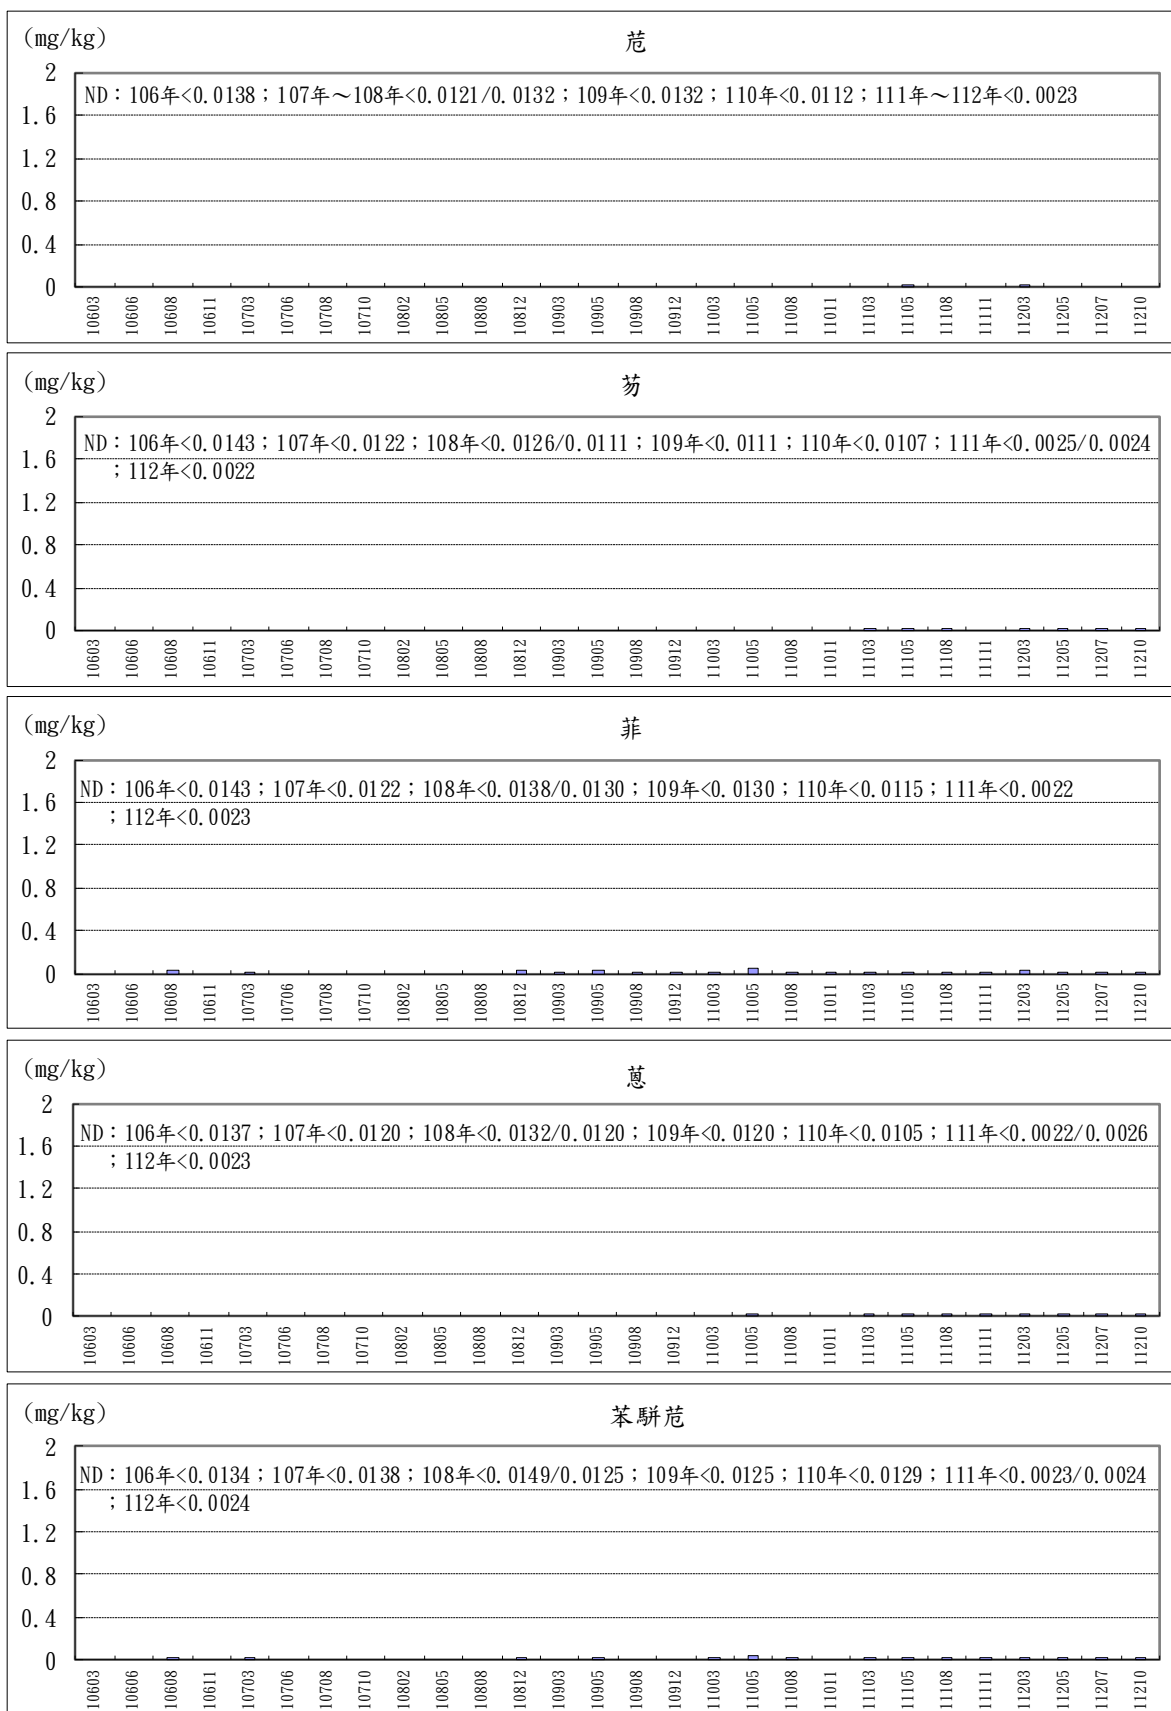 (mg/kg)
苊
2
ND：106年<0.0138；107年～108年<0.0121/0.0132；109年<0.0132；110年<0.0112；111年～112年<0.0023
1.6
1.2
0.8
0.4
0
10603 10606 10608 10611 10703 10706 10708 10710 10802 10805 10808 10812 10903 10905 10908 10912 11003 11005 11008 11011 11103 11105 11108 11111 11203 11205 11207 11210
(mg/kg)
芴
2
ND：106年<0.0143；107年<0.0122；108年<0.0126/0.0111；109年<0.0111；110年<0.0107；111年<0.0025/0.0024
1.6
；112年<0.0022
1.2
0.8
0.4
0
10603 10606 10608 10611 10703 10706 10708 10710 10802 10805 10808 10812 10903 10905 10908 10912 11003 11005 11008 11011 11103 11105 11108 11111 11203 11205 11207 11210
(mg/kg)
菲
2
ND：106年<0.0143；107年<0.0122；108年<0.0138/0.0130；109年<0.0130；110年<0.0115；111年<0.0022
1.6
；112年<0.0023
1.2
0.8
0.4
0
10603 10606 10608 10611 10703 10706 10708 10710 10802 10805 10808 10812 10903 10905 10908 10912 11003 11005 11008 11011 11103 11105 11108 11111 11203 11205 11207 11210
(mg/kg)
蒽
2
ND：106年<0.0137；107年<0.0120；108年<0.0132/0.0120；109年<0.0120；110年<0.0105；111年<0.0022/0.0026
1.6
；112年<0.0023
1.2
0.8
0.4
0
10603 10606 10608 10611 10703 10706 10708 10710 10802 10805 10808 10812 10903 10905 10908 10912 11003 11005 11008 11011 11103 11105 11108 11111 11203 11205 11207 11210
(mg/kg)
苯駢苊
2
ND：106年<0.0134；107年<0.0138；108年<0.0149/0.0125；109年<0.0125；110年<0.0129；111年<0.0023/0.0024
1.6
；112年<0.0024
1.2
0.8
0.4
0
10603 10606 10608 10611 10703 10706 10708 10710 10802 10805 10808 10812 10903 10905 10908 10912 11003 11005 11008 11011 11103 11105 11108 11111 11203 11205 11207 11210